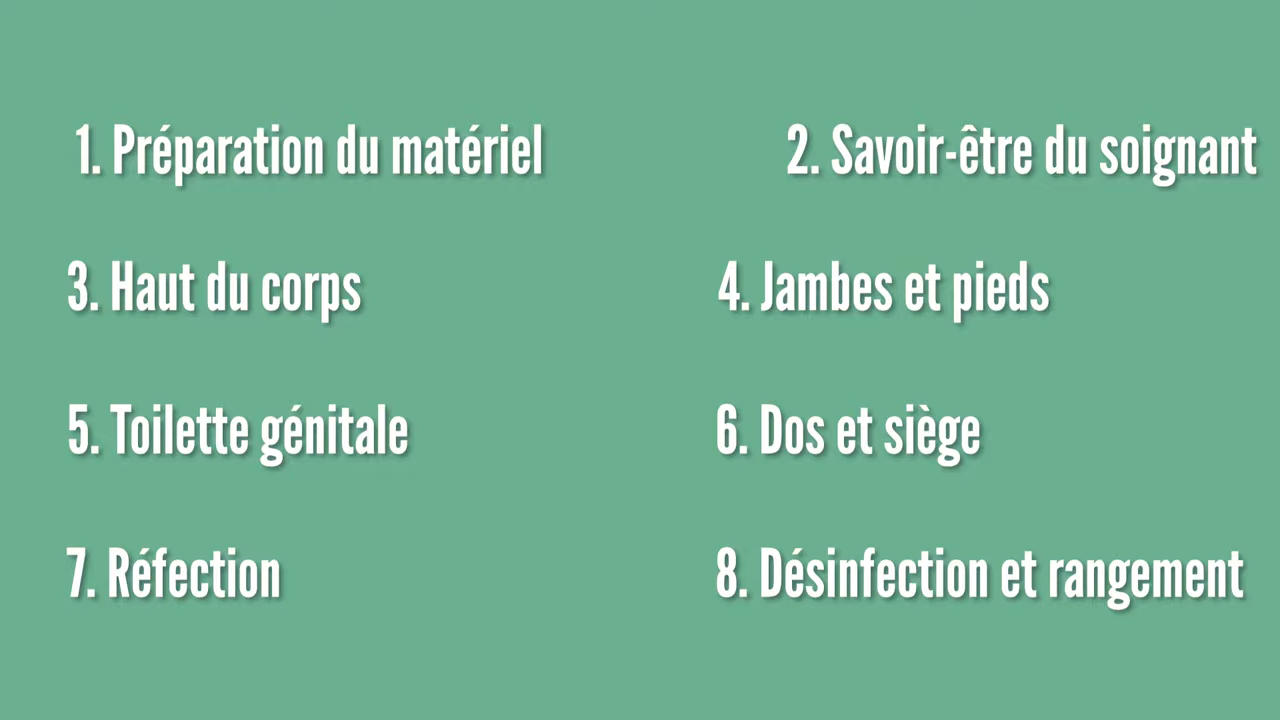 1. Préparation du matériel
2. Savoir-être du soignant
3. Haut du corps
4. Jambes et pieds
5. Toilette génitale
6. Dos et siège
7. Réfection
8. Désinfection et rangement